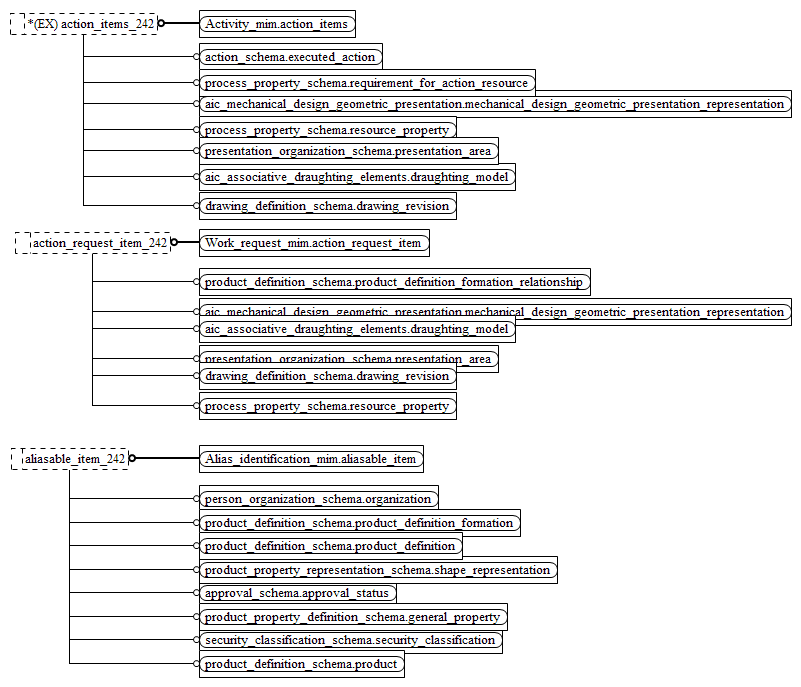 *(EX) action_items_242
Activity_mim.action_items
action_schema.executed_action
process_property_schema.requirement_for_action_resource
aic_mechanical_design_geometric_presentation.mechanical_design_geometric_presentation_representation
process_property_schema.resource_property
presentation_organization_schema.presentation_area
aic_associative_draughting_elements.draughting_model
drawing_definition_schema.drawing_revision
action_request_item_242
Work_request_mim.action_request_item
product_definition_schema.product_definition_formation_relationship
aic_mechanical_design_geometric_presentation.mechanical_design_geometric_presentation_representation
aic_associative_draughting_elements.draughting_model
presentation_organization_schema.presentation_area
drawing_definition_schema.drawing_revision
process_property_schema.resource_property
aliasable_item_242
Alias_identification_mim.aliasable_item
person_organization_schema.organization
product_definition_schema.product_definition_formation
product_definition_schema.product_definition
product_property_representation_schema.shape_representation
approval_schema.approval_status
product_property_definition_schema.general_property
security_classification_schema.security_classification
product_definition_schema.product